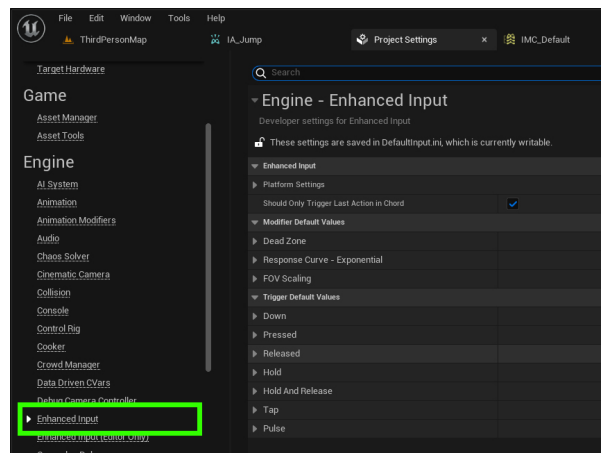 File Edit Window Tools Help
ThirdPersonMap IA_Jump Project Settings IMC_Default
Target Hardware
Game
Asset Manager
Asset Tools
Engine
AI System
Animation
Animation Modifiers
Audio
Chaos Solver
Cinematic Camera
Collision
Console
Control Rig
Cooker
Crowd Manager
Data Driven CVars
Debug Camera Controller
Enhanced Input
Enhanced Input (Editor Only)
Search
Engine - Enhanced Input
Developer settings for Enhanced Input
These settings are saved in DefaultInput.ini, which is currently writable.
Enhanced Input
Platform Settings
Should Only Trigger Last Action in Chord
Modifier Default Values
Dead Zone
Response Curve - Exponential
FOV Scaling
Trigger Default Values
Down
Pressed
Released
Hold
Hold And Release
Tap
Pulse